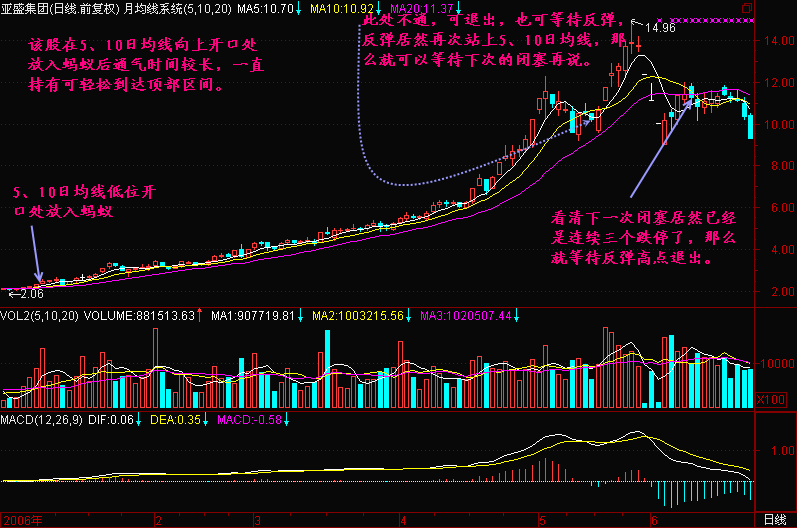 亚盛集团(日线.前复权) 月均线系统(5,10,20) MA5:10.70↓ MA10:10.92↓ MA20:11.37↓
此处不通，可退出，也可等待反弹，
反弹居然再次站上5、10日均线，那
么就可以等待下次的闭塞再说。
该股在5、10日均线向上开口处
放入蚂蚁后通气时间较长，一直
持有可轻松到达顶部区间。
14.96
14.00
12.00
10.00
8.00
6.00
4.00
2.00
5、10日均线低位开
口处放入蚂蚁
看清下一次闭塞居然已经
是连续三个跌停了，那么
就等待反弹高点退出。
←2.06
VOL2(5,10,20) VOLUME:881513.63↑ MA1:907719.81↓ MA2:1003215.56↓ MA3:1020507.44↓
10000
X100
MACD(12,26,9) DIF:0.06↓ DEA:0.35↓ MACD:-0.58↓
1.00
2006年 2 3 4 5 6 日线